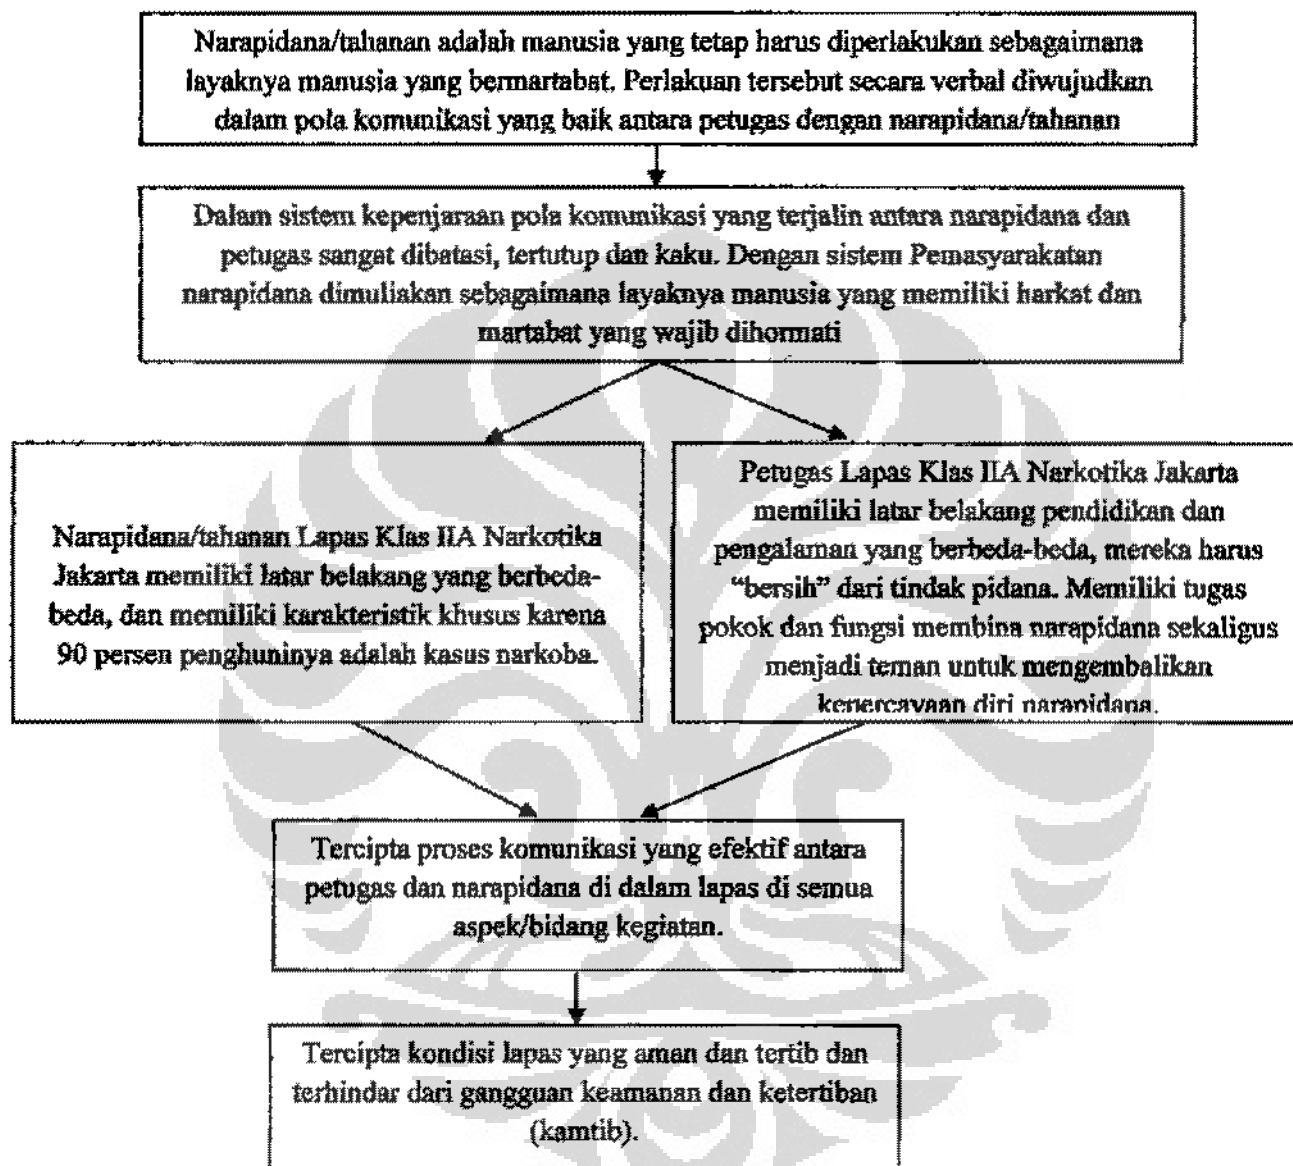 Narapidana/tahanan adalah manusia yang tetap harus diperlakukan sebagaimana
layaknya manusia yang bermartabat. Perlakuan tersebut secara verbal diwujudkan
dalam pola komunikasi yang baik antara petugas dengan narapidana/tahanan
Dalam sistem kepenjaraan pola komunikasi yang terjalin antara narapidana dan
petugas sangat dibatasi, tertutup dan kaku. Dengan sistem Pemasyarakatan
narapidana dimuliakan sebagaimana layaknya manusia yang memiliki harkat dan
martabat yang wajib dihormati
Narapidana/tahanan Lapas Klas IIA Narkotika
Jakarta memiliki latar belakang yang berbeda-
beda, dan memiliki karakteristik khusus karena
90 persen penghuninya adalah kasus narkoba.
Petugas Lapas Klas IIA Narkotika Jakarta
memiliki latar belakang pendidikan dan
pengalaman yang berbeda-beda, mereka harus
“bersih” dari tindak pidana. Memiliki tugas
pokok dan fungsi membina narapidana sekaligus
menjadi teman untuk mengembalikan
kepercayaan diri narapidana.
Tercipta proses komunikasi yang efektif antara
petugas dan narapidana di dalam lapas di semua
aspek/bidang kegiatan.
Tercipta kondisi lapas yang aman dan tertib dan
terhindar dari gangguan keamanan dan ketertiban
(kamtib).